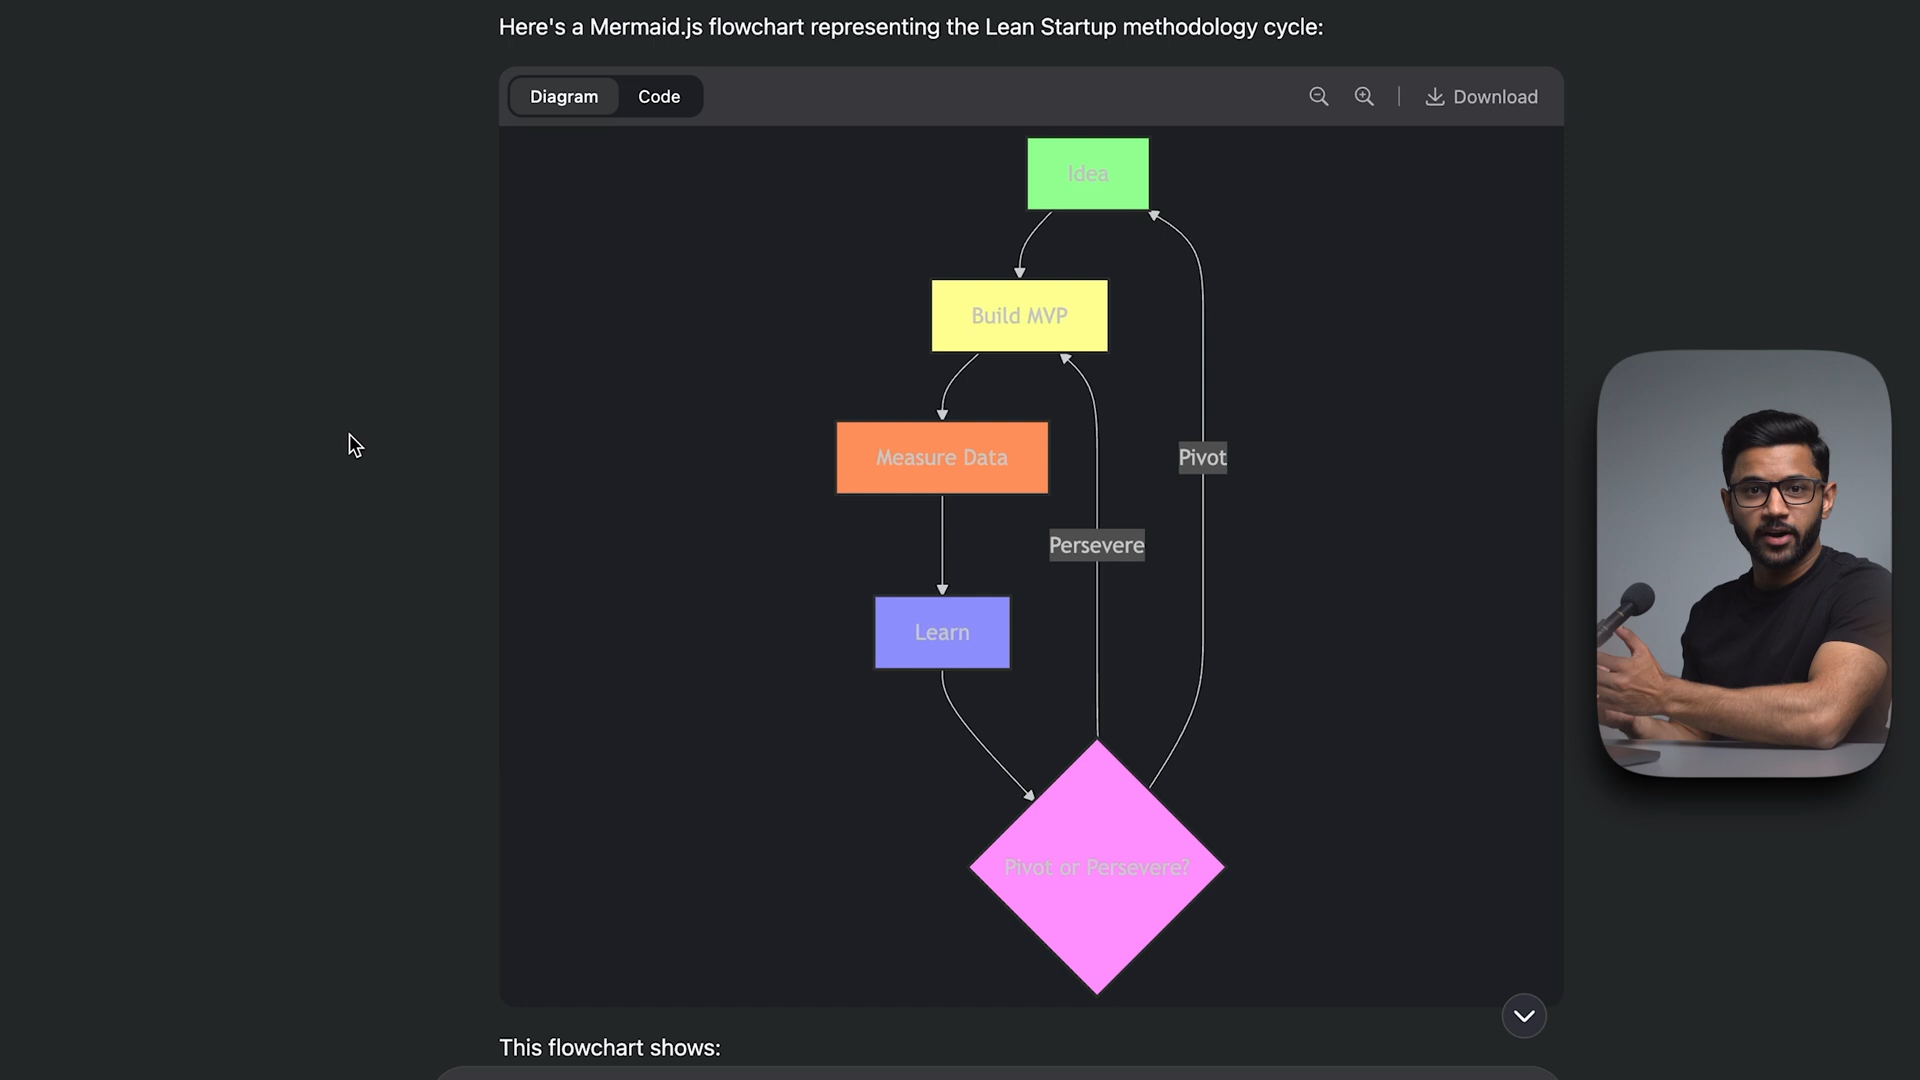 Here's a Mermaid.js flowchart representing the Lean Startup methodology cycle:
Diagram
Code
Download
Idea
Build MVP
Measure Data
Pivot
Persevere
Learn
Pivot or Persevere?
This flowchart shows: